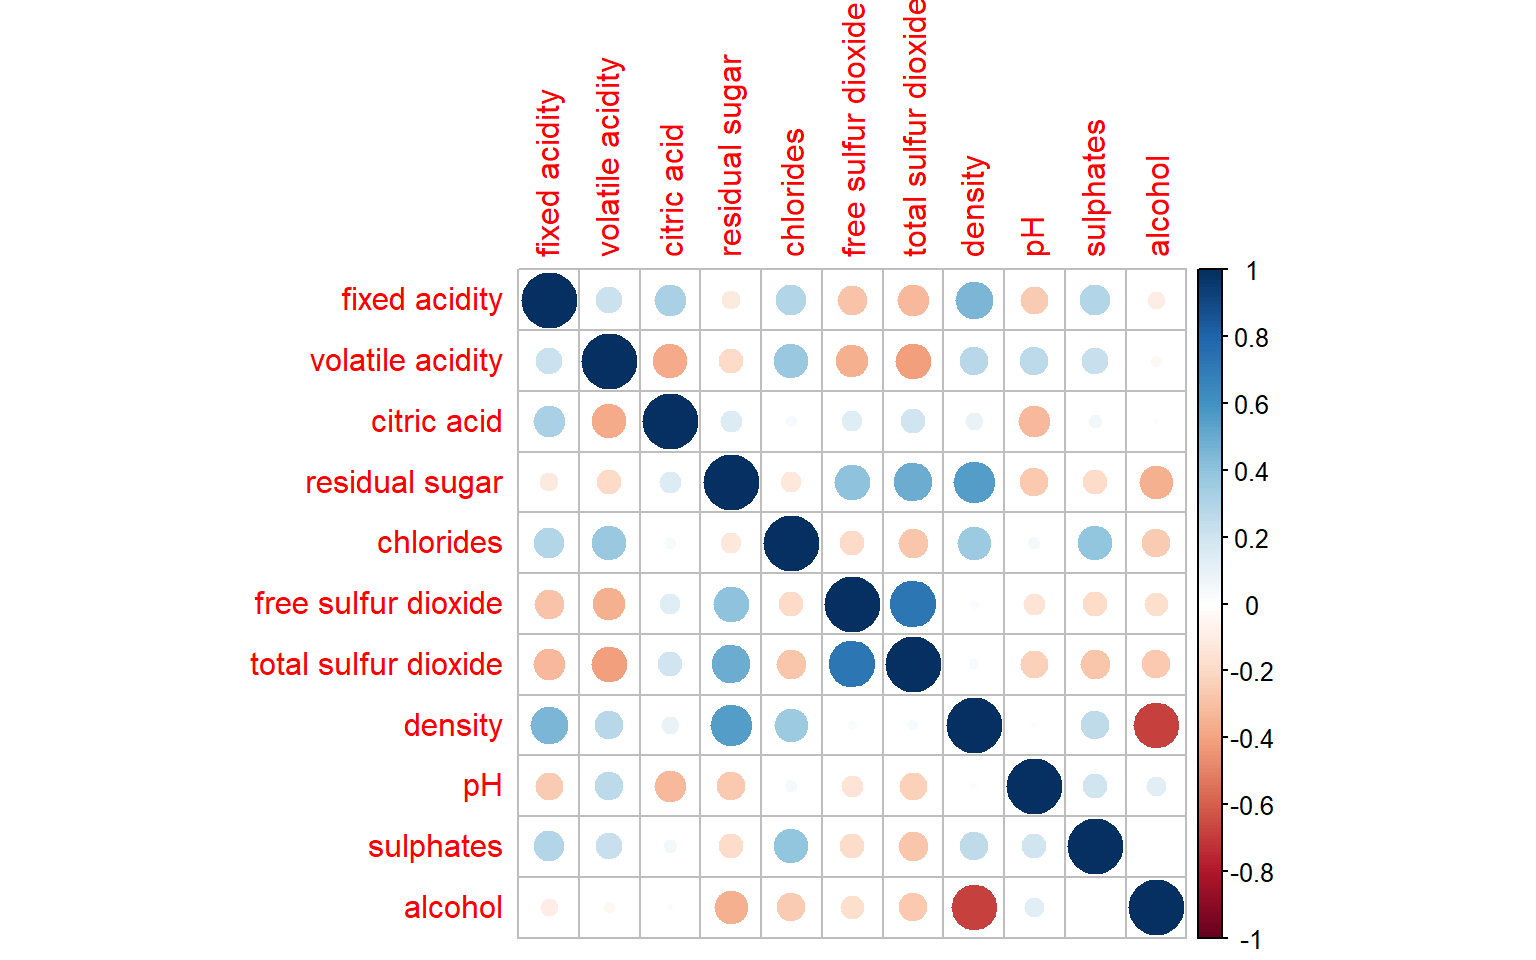 fixed acidity
volatile acidity
citric acid
residual sugar
chlorides
free sulfur dioxide
total sulfur dioxide
density
pH
sulphates
alcohol
fixed acidity
volatile acidity
citric acid
residual sugar
chlorides
free sulfur dioxide
total sulfur dioxide
density
pH
sulphates
alcohol
1
0.8
0.6
0.4
0.2
0
-0.2
-0.4
-0.6
-0.8
-1